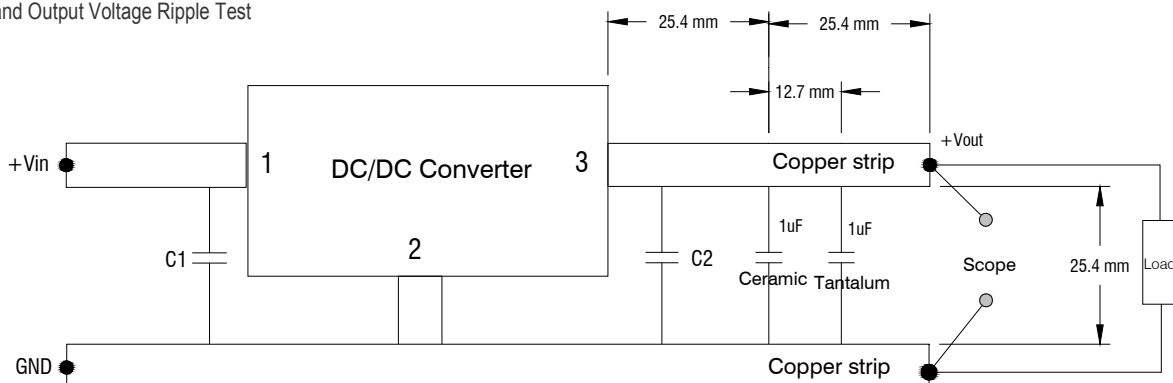 and Output Voltage Ripple Test
25.4 mm
25.4 mm
12.7 mm
+Vin
1
DC/DC Converter
3
Copper strip
+Vout
2
C1
C2
1uF
Ceramic
1uF
Tantalum
Scope
25.4 mm
Load
GND
Copper strip